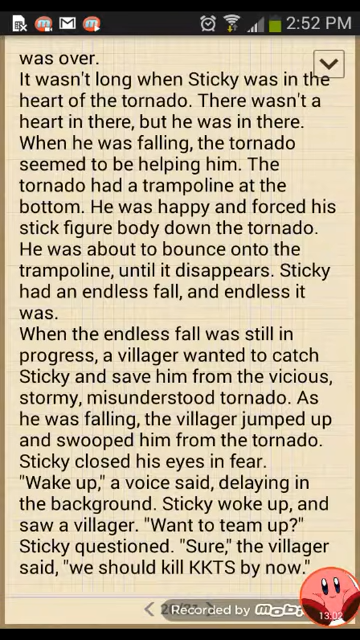 2:52 PM
was over.
It wasn't long when Sticky was in the
heart of the tornado. There wasn't a
heart in there, but he was in there.
When he was falling, the tornado
seemed to be helping him. The
tornado had a trampoline at the
bottom. He was happy and forced his
stick figure body down the tornado.
He was about to bounce onto the
trampoline, until it disappears. Sticky
had an endless fall, and endless it
was.
When the endless fall was still in
progress, a villager wanted to catch
Sticky and save him from the vicious,
stormy, misunderstood tornado. As
he was falling, the villager jumped up
and swooped him from the tornado.
Sticky closed his eyes in fear.
"Wake up," a voice said, delaying in
the background. Sticky woke up, and
saw a villager. "Want to team up?"
Sticky questioned. "Sure," the villager
said, "we should kill KKTS by now."
Recorded by
13:02